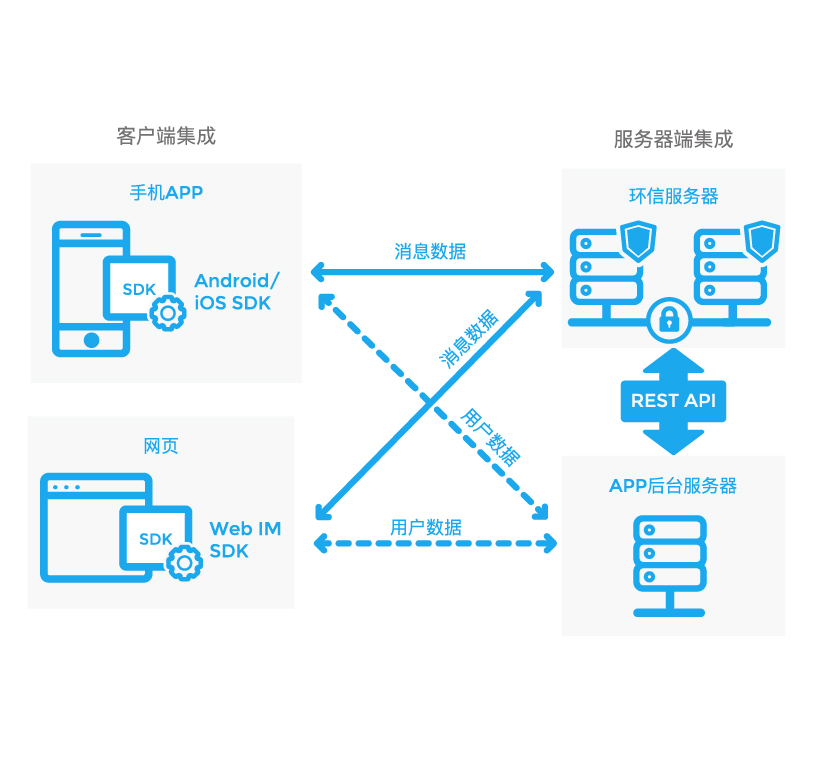 客户端集成
服务器端集成
手机APP
SDK
Android/
iOS SDK
消息数据
环信服务器
消息数据
用户数据
REST API
网页
SDK
Web IM
SDK
用户数据
APP后台服务器